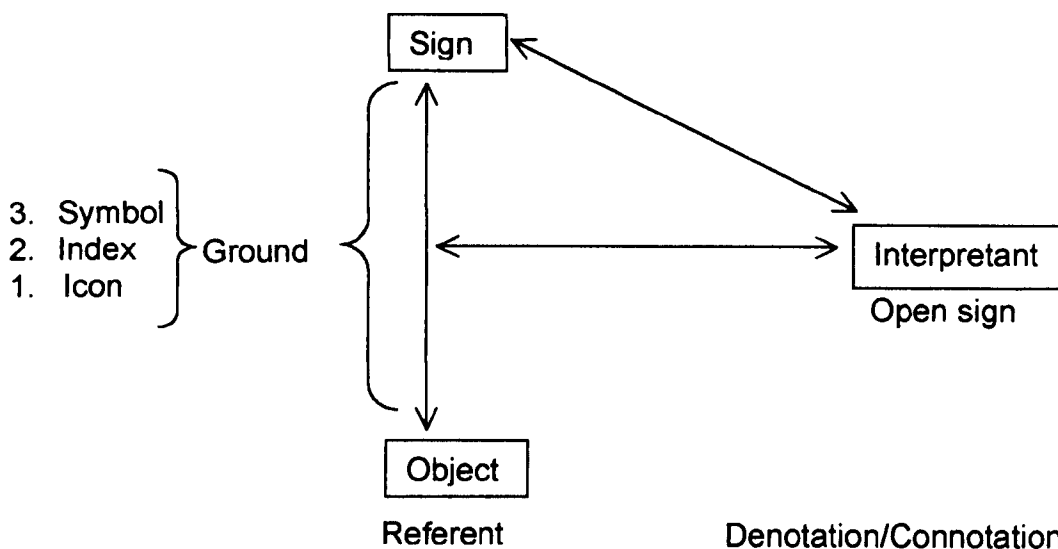 Sign
3. Symbol
2. Index
1. Icon
Ground
Interpretant
Open sign
Object
Referent
Denotation/Connotation